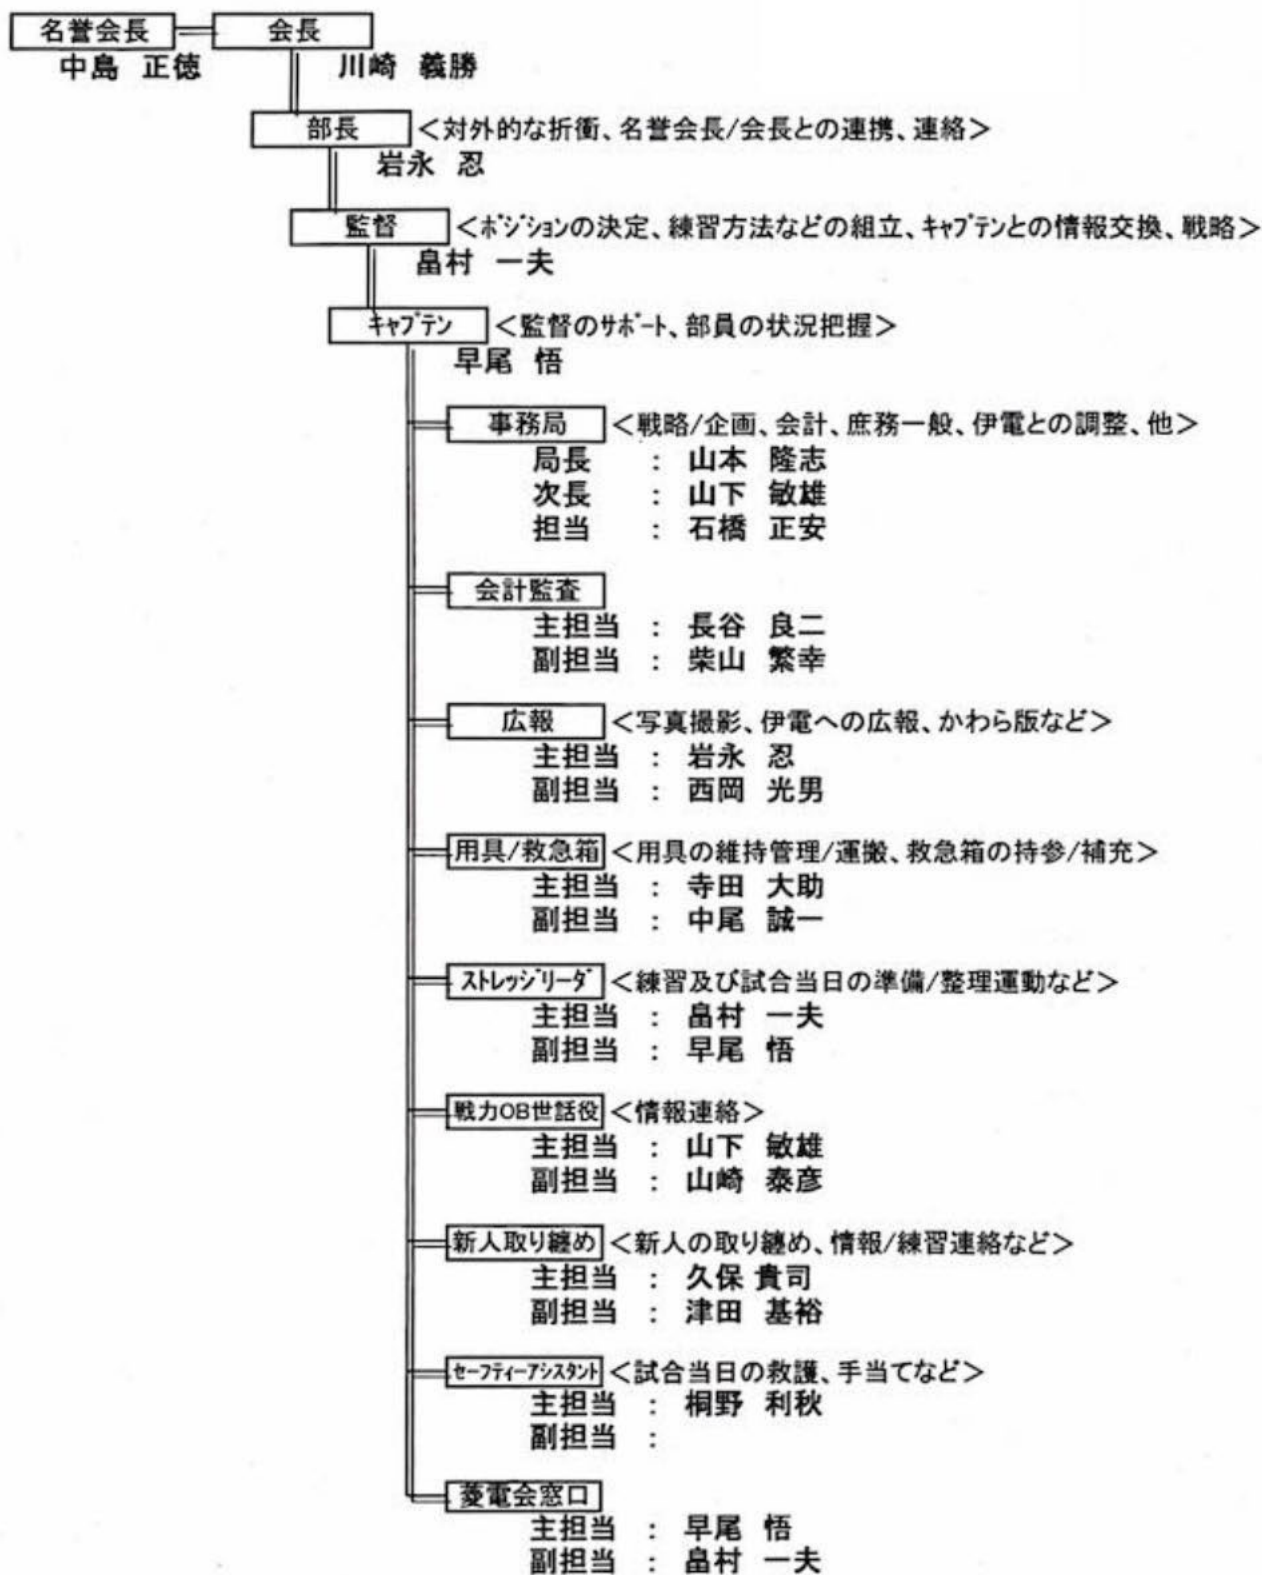 名誉会長 会長
中島 正徳 川崎 義勝
部長 ＜対外的な折衝、名誉会長/会長との連携、連絡＞
岩永 忍
監督 ＜ﾎﾟジションの決定、練習方法などの組立、ｷｬﾌﾟﾃﾝとの情報交換、戦略＞
畠村 一夫
ｷｬﾌﾟﾃﾝ ＜監督のｻﾎﾟｰﾄ、部員の状況把握＞
早尾 悟
事務局 ＜戦略/企画、会計、庶務一般、伊電との調整、他＞
局長 ： 山本 隆志
次長 ： 山下 敏雄
担当 ： 石橋 正安
会計監査
主担当 ： 長谷 良二
副担当 ： 柴山 繁幸
広報 ＜写真撮影、伊電への広報、かわら版など＞
主担当 ： 岩永 忍
副担当 ： 西岡 光男
用具/救急箱 ＜用具の維持管理/運搬、救急箱の持参/補充＞
主担当 ： 寺田 大助
副担当 ： 中尾 誠一
ｽﾄﾚｯｼﾞﾘｰﾀﾞ ＜練習及び試合当日の準備/整理運動など＞
主担当 ： 畠村 一夫
副担当 ： 早尾 悟
戦力OB世話役 ＜情報連絡＞
主担当 ： 山下 敏雄
副担当 ： 山崎 泰彦
新人取り纏め ＜新人の取り纏め、情報/練習連絡など＞
主担当 ： 久保 貴司
副担当 ： 津田 基裕
ｾｰﾌﾃｨｰｱｼｽﾀﾝﾄ ＜試合当日の救護、手当てなど＞
主担当 ： 桐野 利秋
副担当 ：
菱電会窓口
主担当 ： 早尾 悟
副担当 ： 畠村 一夫